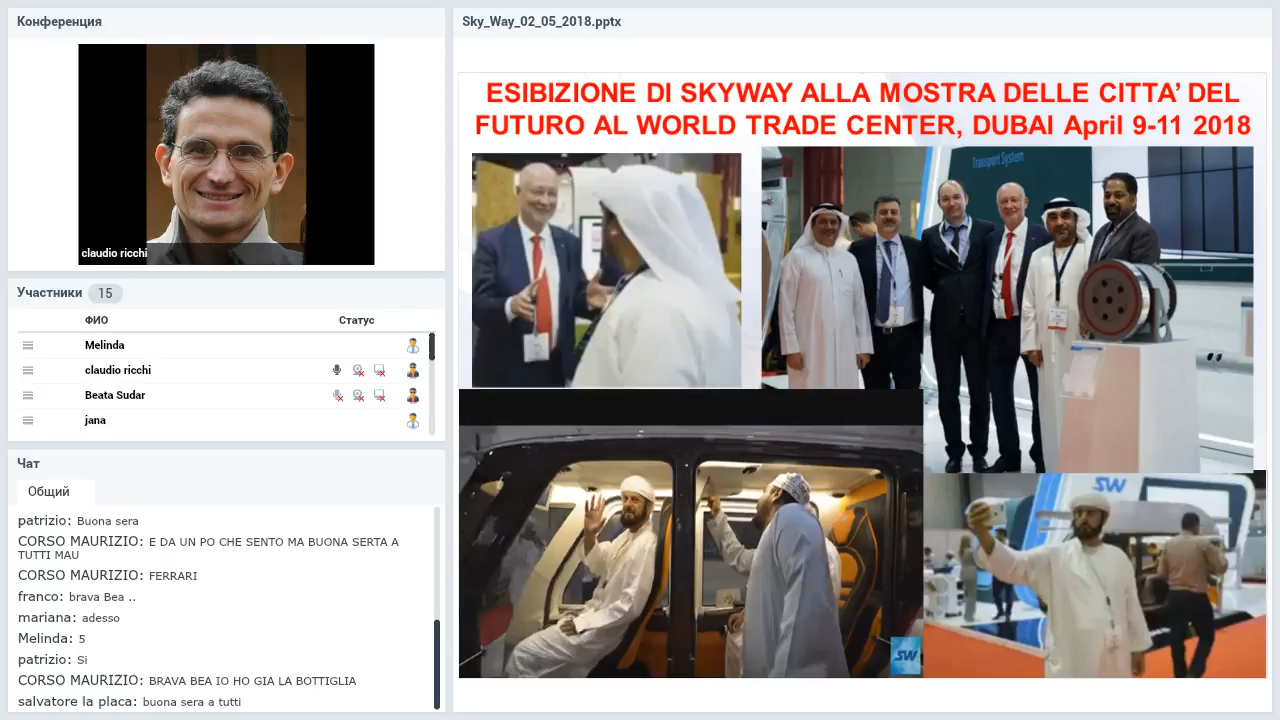 Конференция
claudio ricchi
Участники 15
ФИО Статус
Melinda
claudio ricchi
Beata Sudar
jana
Чат
Общий
patrizio: Buona sera
CORSO MAURIZIO: E DA UN PO CHE SENTO MA BUONA SERTA A
TUTTI MAU
CORSO MAURIZIO: FERRARI
franco: brava Bea ..
mariana: adesso
Melinda: 5
patrizio: Si
CORSO MAURIZIO: BRAVA BEA IO HO GIA LA BOTTIGLIA
salvatore la placa: buona sera a tutti
Sky_Way_02_05_2018.pptx
ESIBIZIONE DI SKYWAY ALLA MOSTRA DELLE CITTA’ DEL
FUTURO AL WORLD TRADE CENTER, DUBAI April 9-11 2018
Transport System
SW
SW